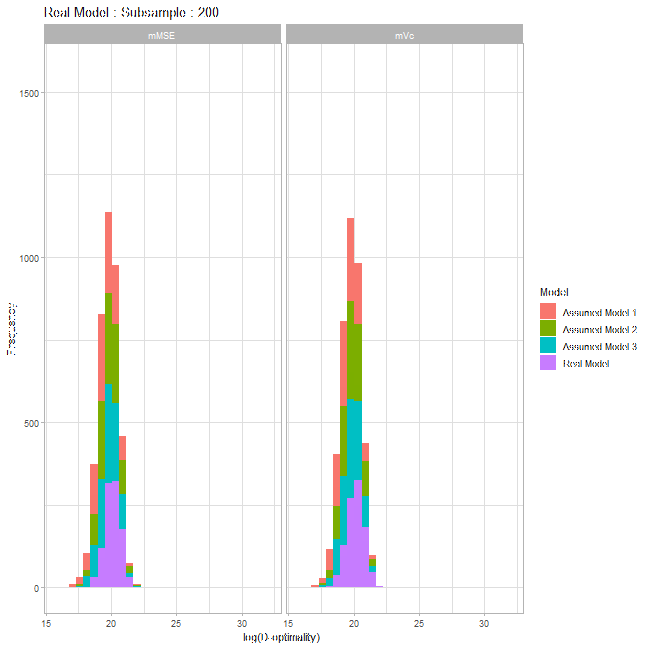 Real Model : Subsample : 200
mMSE
mVc
1500
1000
500
0
Frequency
15
20
25
30
15
20
25
30
log(D-optimality)
Model
Assumed Model 1
Assumed Model 2
Assumed Model 3
Real Model